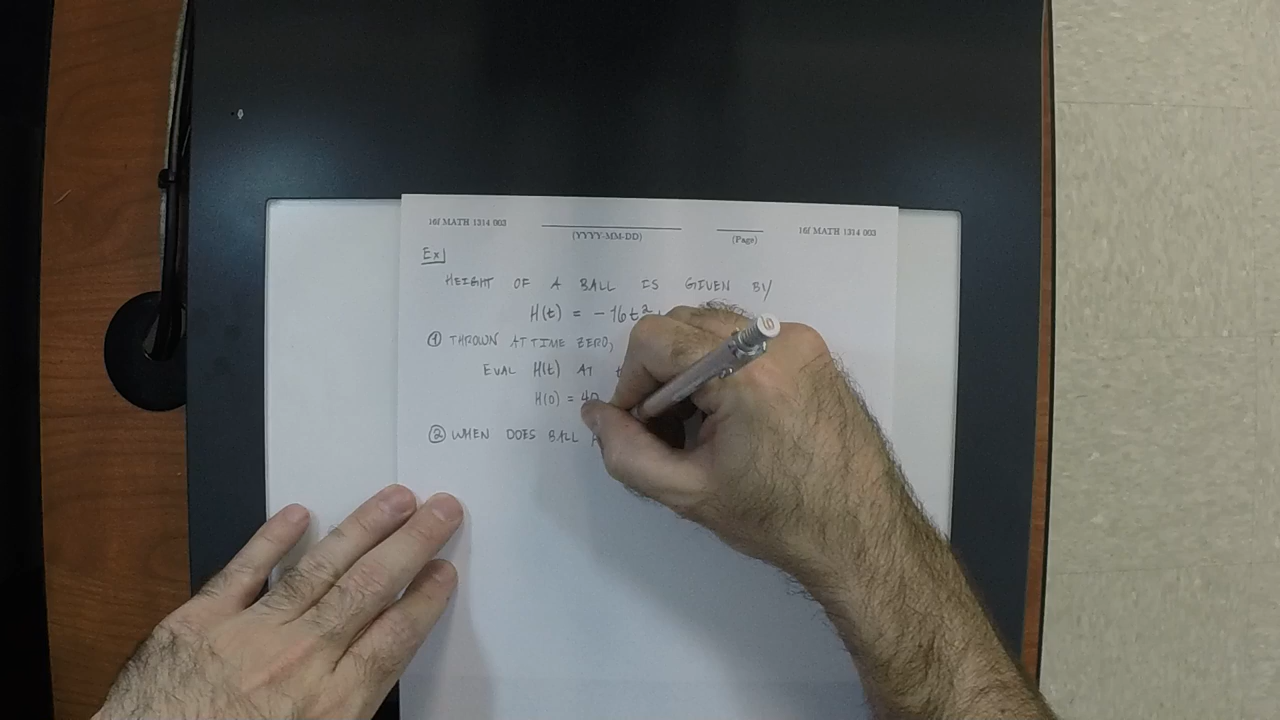 16f MATH 1314 003
(YYYY-MM-DD)
(Page)
16f MATH 1314 003
Ex
HEIGHT OF A BALL IS GIVEN BY
H(t) = -16t²
① THROWN AT TIME ZERO,
EVAL H(t) AT
H(0) = 40
② WHEN DOES BALL